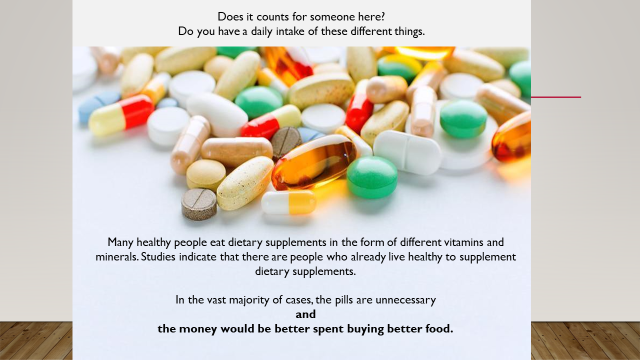 Does it counts for someone here?
Do you have a daily intake of these different things.
Many healthy people eat dietary supplements in the form of different vitamins and
minerals. Studies indicate that there are people who already live healthy to supplement
dietary supplements.
In the vast majority of cases, the pills are unnecessary
and
the money would be better spent buying better food.